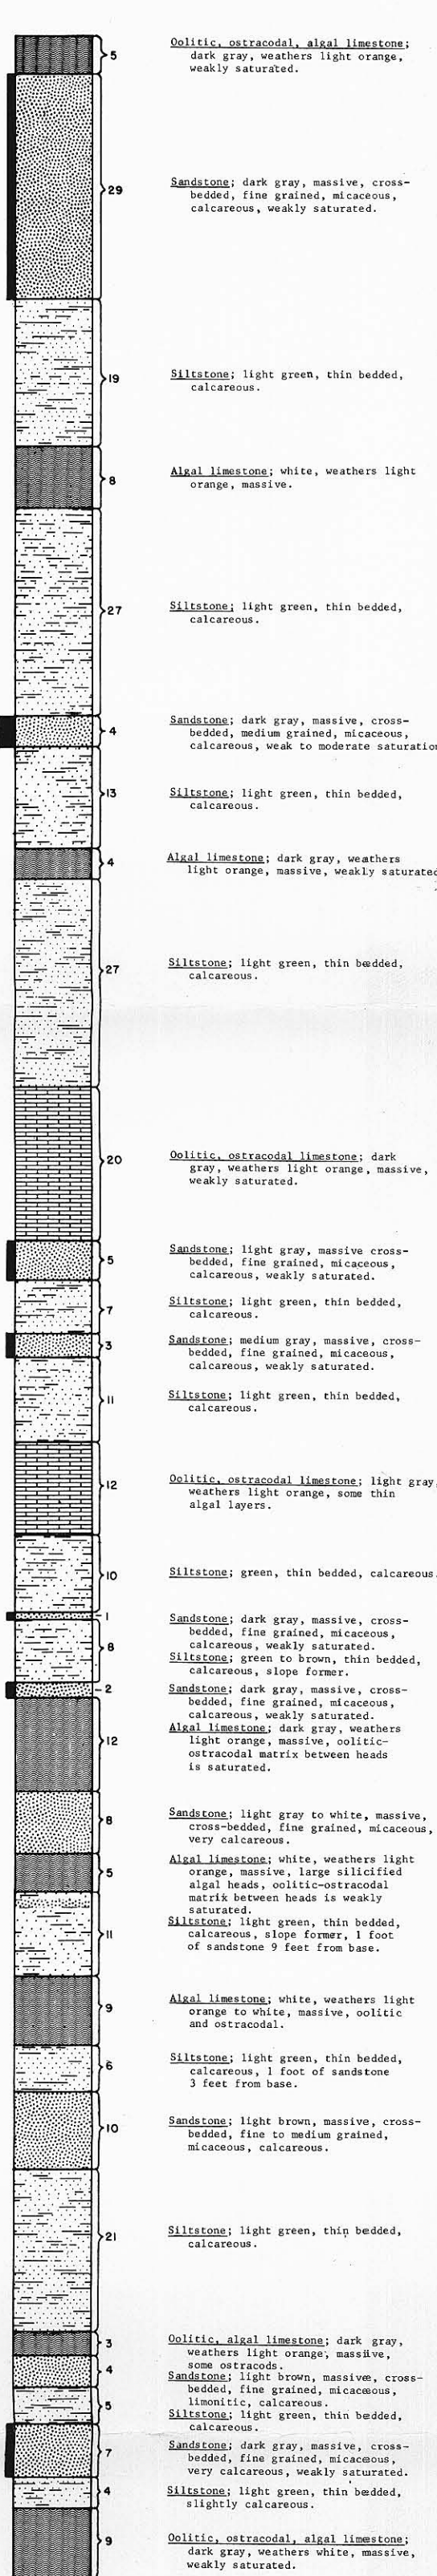 5
Oolitic, ostracodal, algal limestone;
dark gray, weathers light orange,
weakly saturated.
29
Sandstone; dark gray, massive, cross-
bedded, fine grained, micaceous,
calcareous, weakly saturated.
19
Siltstone; light green, thin bedded,
calcareous.
8
Algal limestone; white, weathers light
orange, massive.
27
Siltstone; light green, thin bedded,
calcareous.
4
Sandstone; dark gray, massive, cross-
bedded, medium grained, micaceous,
calcareous, weak to moderate saturation
13
Siltstone; light green, thin bedded,
calcareous.
4
Algal limestone; dark gray, weathers
light orange, massive, weakly saturated
27
Siltstone; light green, thin bedded,
calcareous.
20
Oolitic, ostracodal limestone; dark
gray, weathers light orange, massive,
weakly saturated.
5
Sandstone; light gray, massive cross-
bedded, fine grained, micaceous,
calcareous, weakly saturated.
7
Siltstone; light green, thin bedded,
calcareous.
3
Sandstone; medium gray, massive, cross-
bedded, fine grained, micaceous,
calcareous, weakly saturated.
11
Siltstone; light green, thin bedded,
calcareous.
12
Oolitic, ostracodal limestone; light gray,
weathers light orange, some thin
algal layers.
10
Siltstone; green, thin bedded, calcareous.
1
Sandstone; dark gray, massive, cross-
bedded, fine grained, micaceous,
calcareous, weakly saturated.
8
Siltstone; green to brown, thin bedded,
calcareous, slope former.
2
Sandstone; dark gray, massive, cross-
bedded, fine grained, micaceous,
calcareous, weakly saturated.
12
Algal limestone; dark gray, weathers
light orange, massive, oolitic-
ostracodal matrix between heads
is saturated.
8
Sandstone; light gray to white, massive,
cross-bedded, fine grained, micaceous,
very calcareous.
5
Algal limestone; white, weathers light
orange, massive, large silicified
algal heads, oolitic-ostracodal
matrix between heads is weakly
saturated.
11
Siltstone; light green, thin bedded,
calcareous, slope former, 1 foot
of sandstone 9 feet from base.
9
Algal limestone; white, weathers light
orange to white, massive, oolitic
and ostracodal.
6
Siltstone; light green, thin bedded,
calcareous, 1 foot of sandstone
3 feet from base.
10
Sandstone; light brown, massive, cross-
bedded, fine to medium grained,
micaceous, calcareous.
21
Siltstone; light green, thin bedded,
calcareous.
3
Oolitic, algal limestone; dark gray,
weathers light orange, massive,
some ostracods.
4
Sandstone; light brown, massive, cross-
bedded, fine grained, micaceous,
limonitic, calcareous.
5
Siltstone; light green, thin bedded,
calcareous.
7
Sandstone; dark gray, massive, cross-
bedded, fine grained, micaceous,
very calcareous, weakly saturated.
4
Siltstone; light green, thin bedded,
slightly calcareous.
9
Oolitic, ostracodal, algal limestone;
dark gray, weathers white, massive,
weakly saturated.